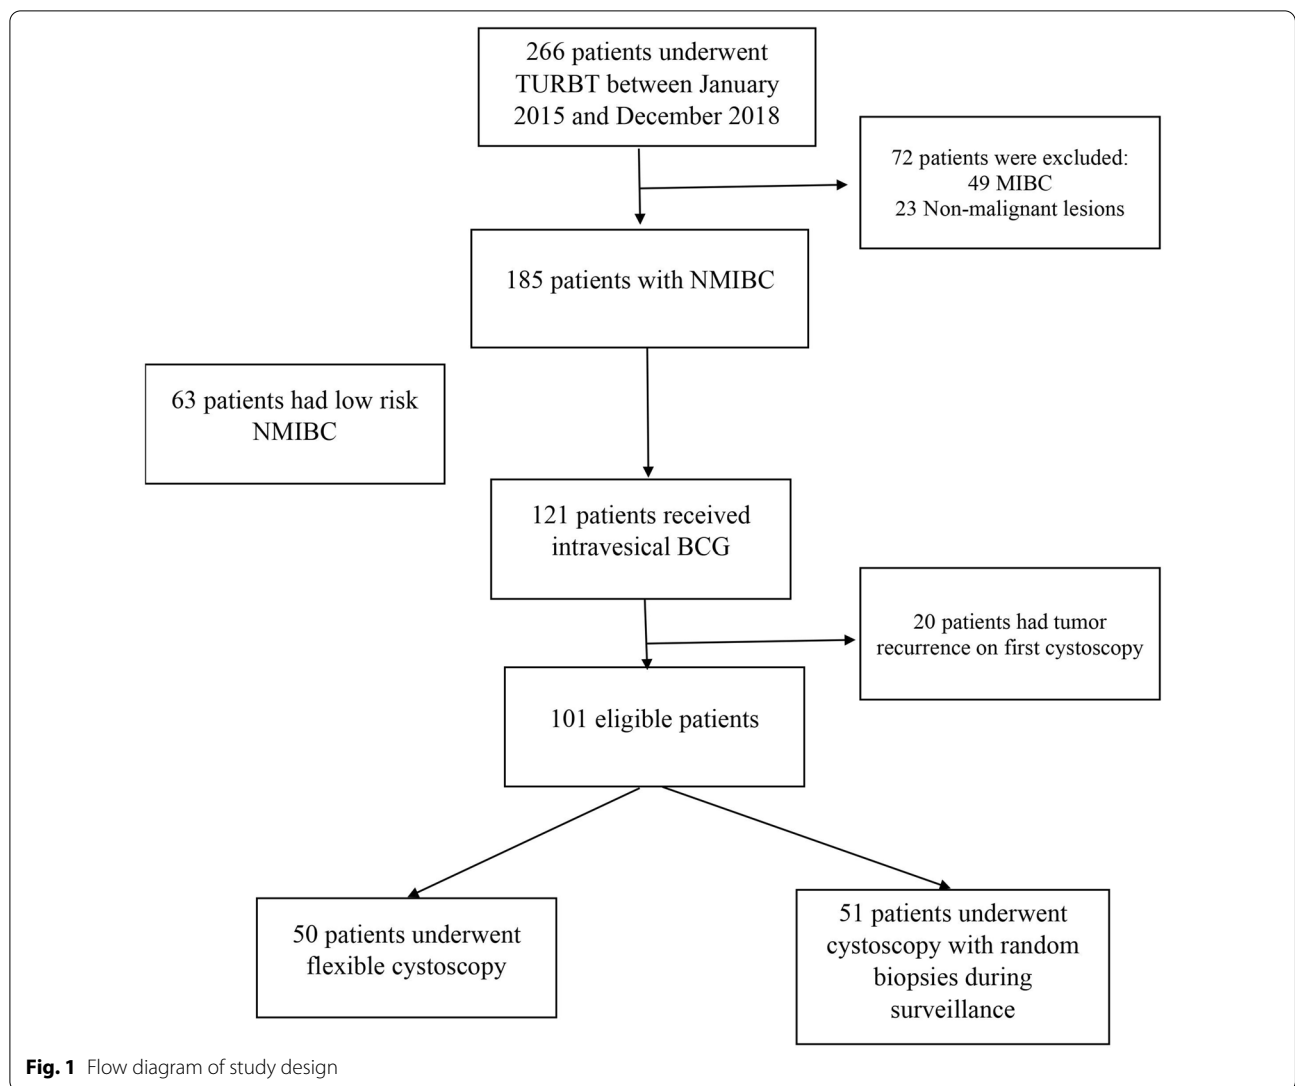 266 patients underwent
TURBT between January
2015 and December 2018
72 patients were excluded:
49 MIBC
23 Non-malignant lesions
185 patients with NMIBC
63 patients had low risk
NMIBC
121 patients received
intravesical BCG
20 patients had tumor
recurrence on first cystoscopy
101 eligible patients
50 patients underwent
flexible cystoscopy
51 patients underwent
cystoscopy with random
biopsies during
surveillance
Fig. 1 Flow diagram of study design